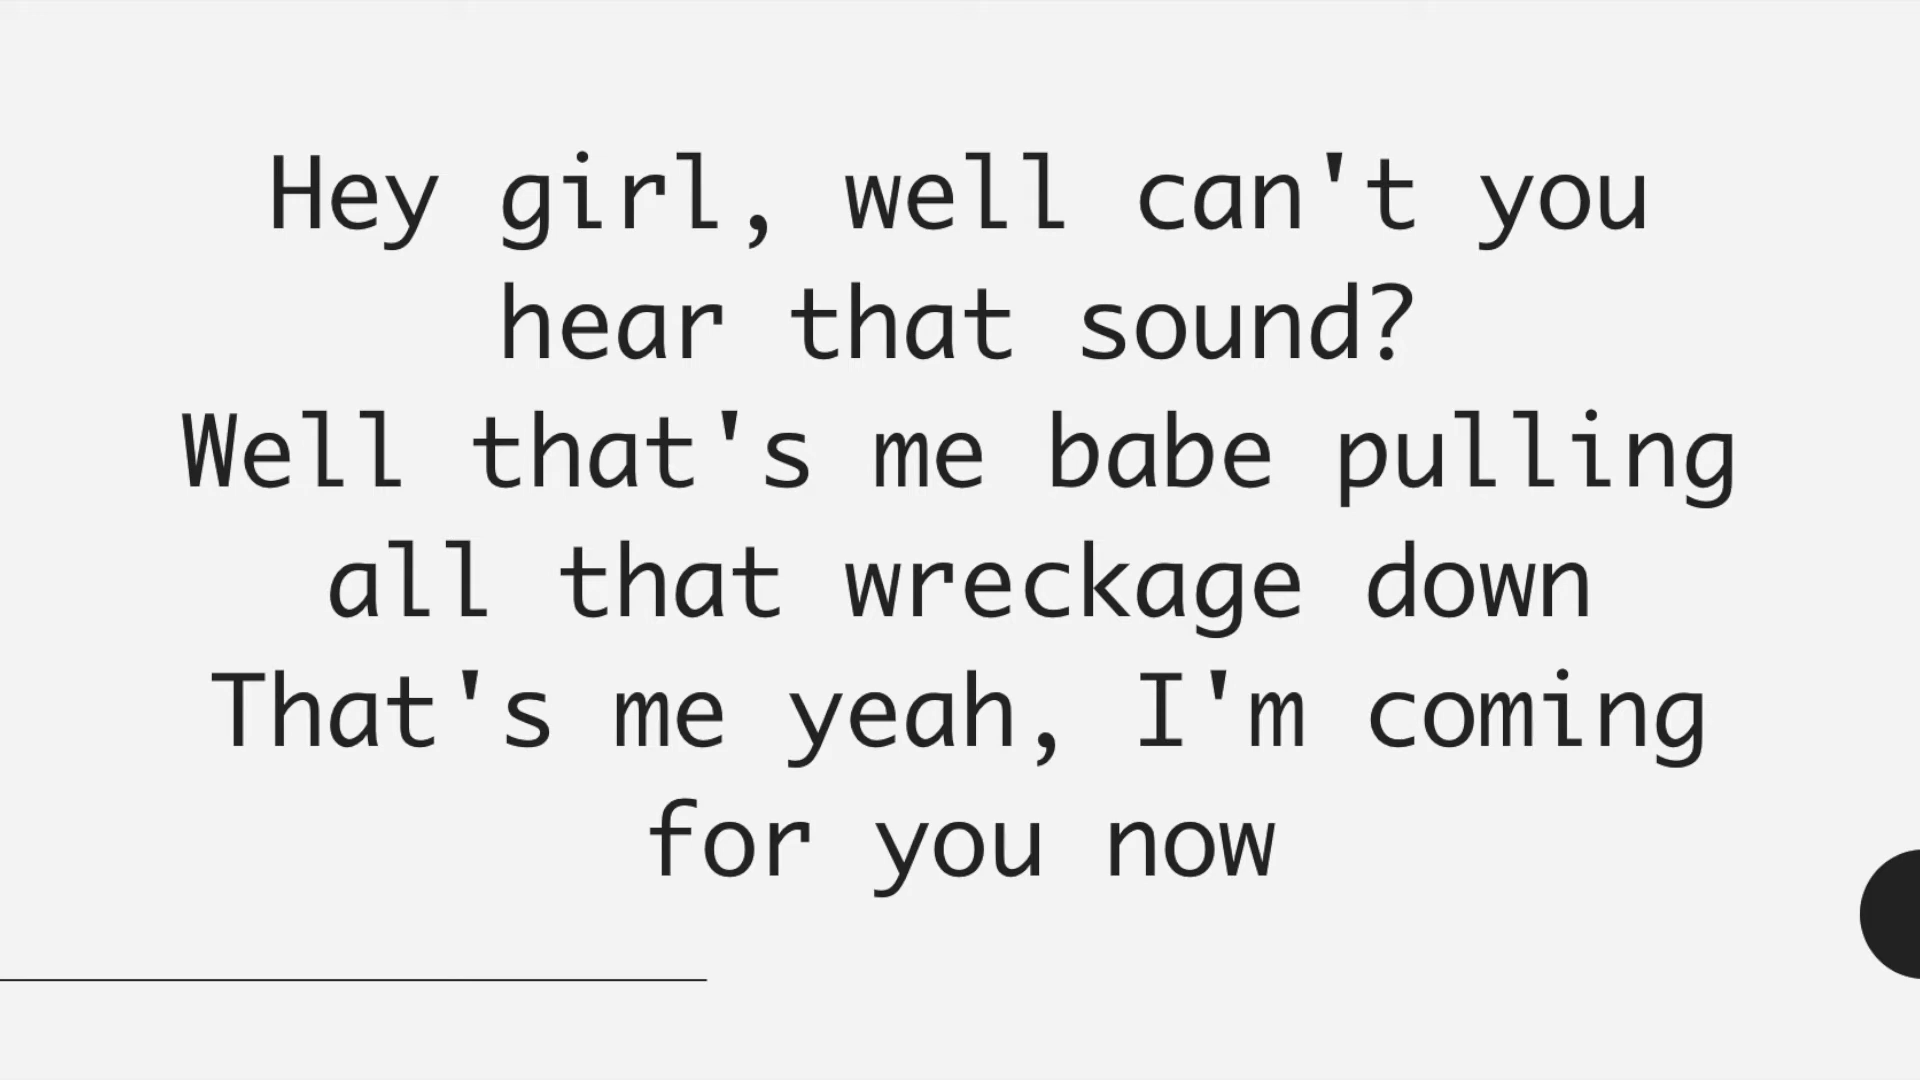 Hey girl, well can't you
hear that sound?
Well that's me babe pulling
all that wreckage down
That's me yeah, I'm coming
for you now